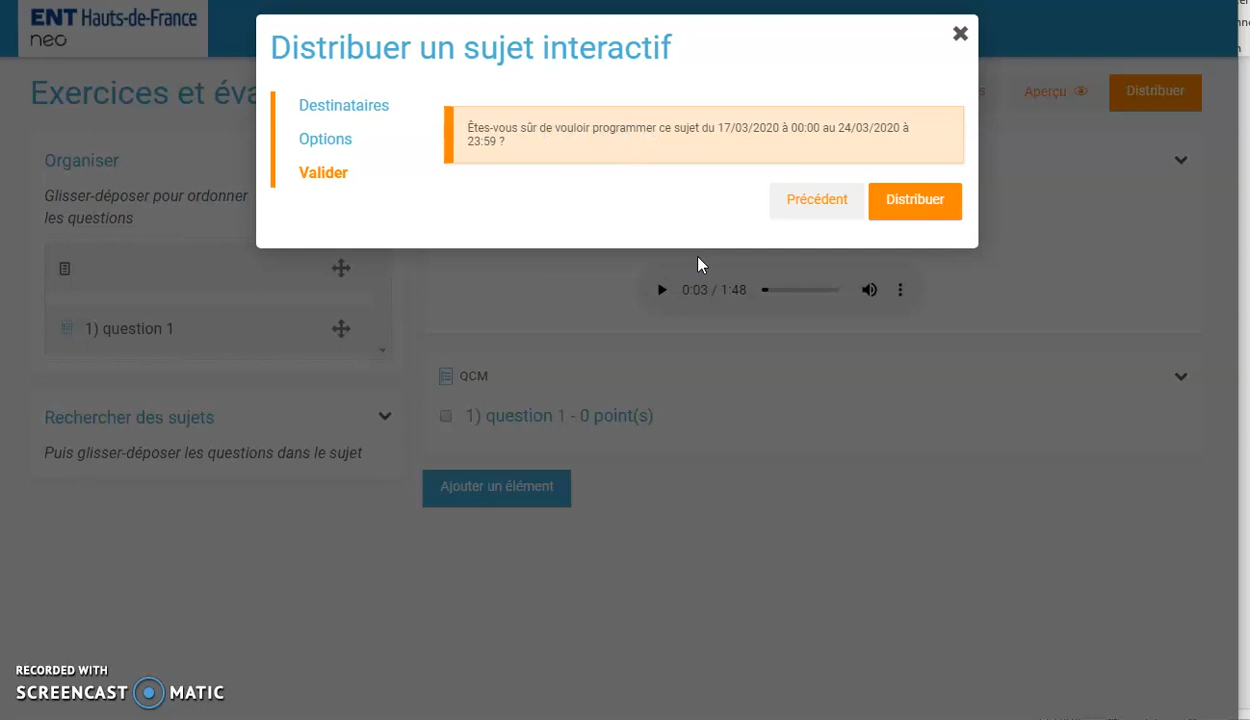 ENT Hauts-de-France
neo
Distribuer un sujet interactif
Destinataires
Options
Valider
Êtes-vous sûr de vouloir programmer ce sujet du 17/03/2020 à 00:00 au 24/03/2020 à
23:59 ?
Précédent
Distribuer
Exercices et éva
Aperçu
Distribuer
Organiser
Glisser-déposer pour ordonner
les questions
1) question 1
0:03 / 1:48
QCM
1) question 1 - 0 point(s)
Rechercher des sujets
Puis glisser-déposer les questions dans le sujet
Ajouter un élément
RECORDED WITH
SCREENCAST MATIC